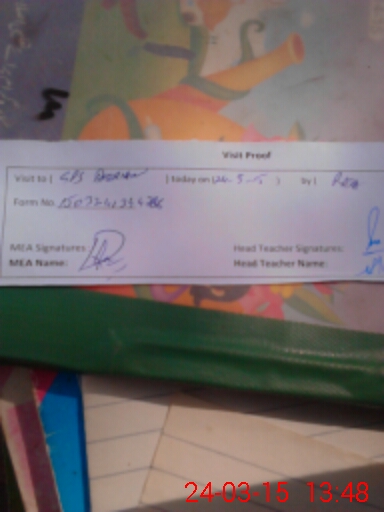 Visit Proof
Visit to ( GPS ) today on (24-3-15) by (
Form No.
MEA Signatures: Head Teacher Signatures:
MEA Name: Head Teacher Name:
24-03-15 13:48